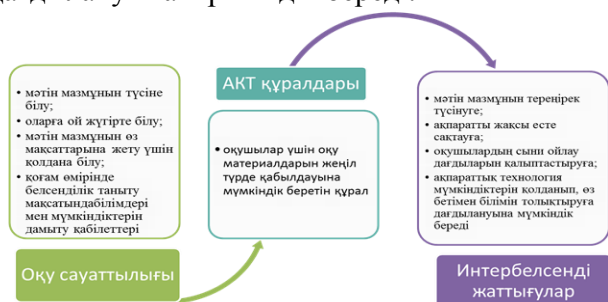 АКТ құралдары
• мәтін мазмұнын түсіне
білу;
• оларға ой жүгірте білу;
• мәтін мазмұнын өз
мақсаттарына жету үшін
қолдана білу;
• қоғам өмірінде
белсенділік таныту
мақсатындабілімдері
мен мүмкіндіктерін
дамыту қабілеттері
Оқу сауаттылығы
• оқушылар үшін оқу
материалдарын жеңіл
түрде қабылдауына
мүмкіндік беретін құрал
• мәтін мазмұнын тереңірек
түсінуге;
• ақпаратты жақсы есте
сақтауға;
• оқушылардың сыни ойлау
дағдыларын қалыптастыруға;
• ақпараттық технология
мүмкіндіктерін қолданып, өз
бетімен білімін толықтыруға
дағдылануына мүмкіндік
береді
Интербелсенді
жаттығулар